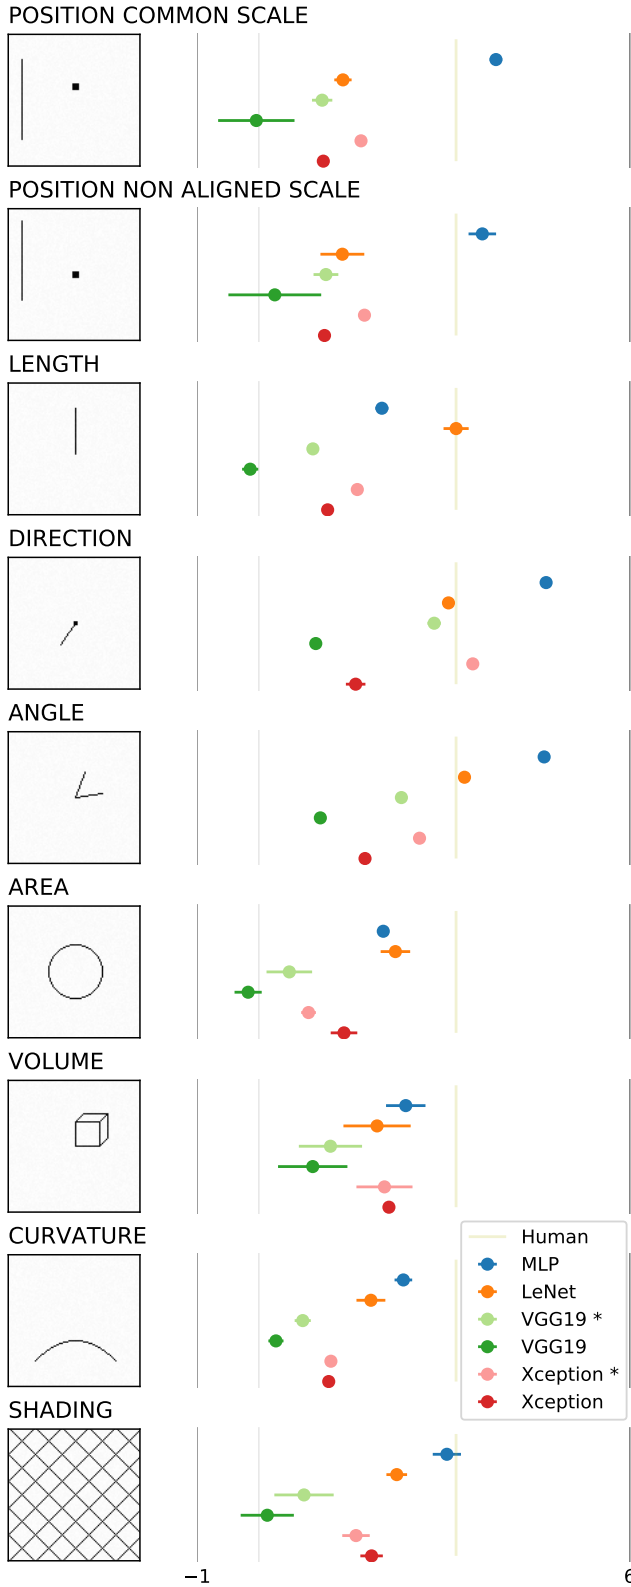 POSITION COMMON SCALE
POSITION NON ALIGNED SCALE
LENGTH
DIRECTION
ANGLE
AREA
VOLUME
CURVATURE
Human
MLP
LeNet
VGG19 *
VGG19
Xception *
Xception
SHADING
−1
6